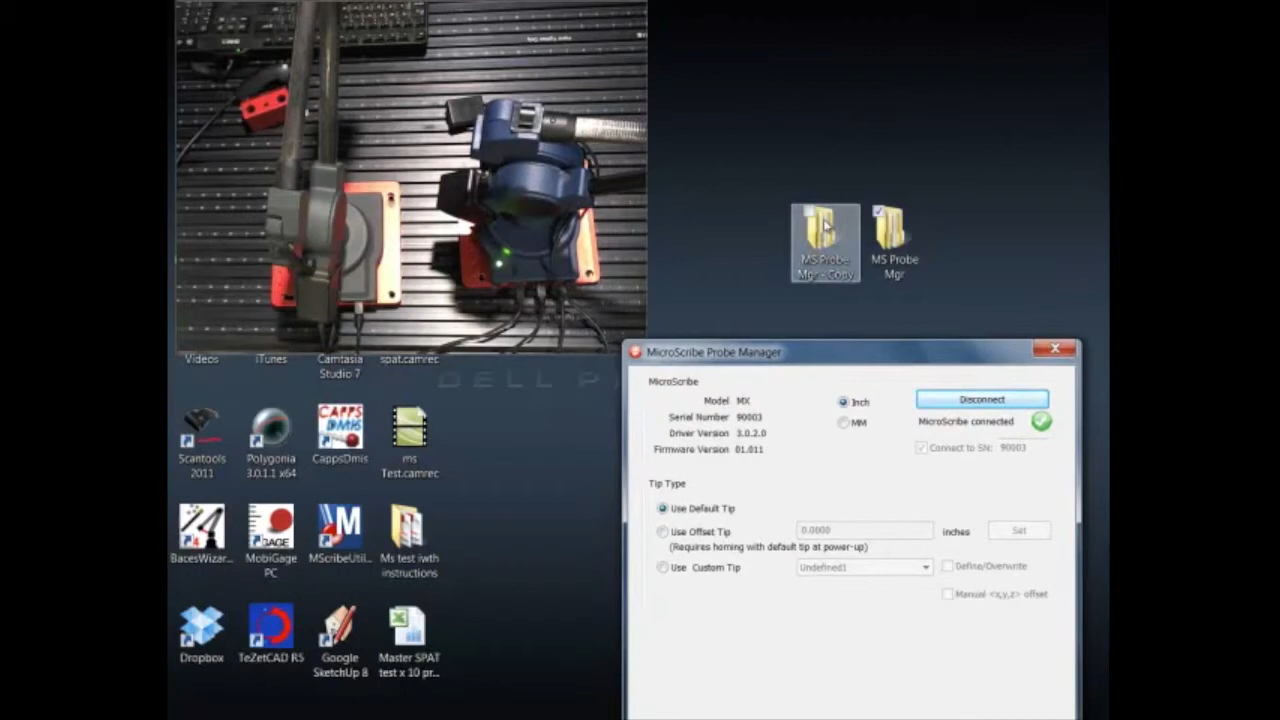 MS Probe
Mgr - Copy
MS Probe
Mgr
Videos
iTunes
Camtasia
Studio 7
spat.camrec
DELL P
Scantools
2011
Polygonia
3.0.1.1 x64
CAPPS
DMIS
CappsDmis
ms
Test.camrec
BacesWizar...
GAGE
MobiGage
PC
M
MScribeUtil...
Ms test iwth
instructions
Dropbox
TeZetCAD R5
Google
SketchUp 8
Master SPAT
test x 10 pr...
MicroScribe Probe Manager
MicroScribe
Model MX
Serial Number 90003
Driver Version 3.0.2.0
Firmware Version 01.011
Inch
MM
Disconnect
MicroScribe connected
Connect to SN: 90003
Tip Type
Use Default Tip
Use Offset Tip 0.0000 inches Set
(Requires homing with default tip at power-up)
Use Custom Tip Undefined1 Define/Overwrite
Manual <x,y,z> offset